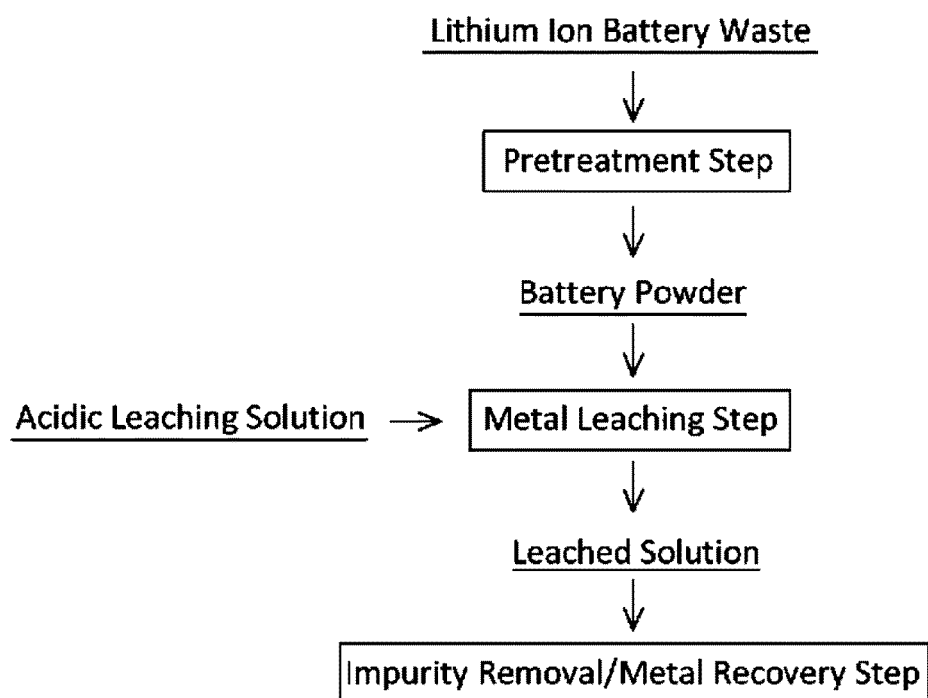 Lithium Ion Battery Waste
Pretreatment Step
Battery Powder
Acidic Leaching Solution
Metal Leaching Step
Leached Solution
Impurity Removal/Metal Recovery Step